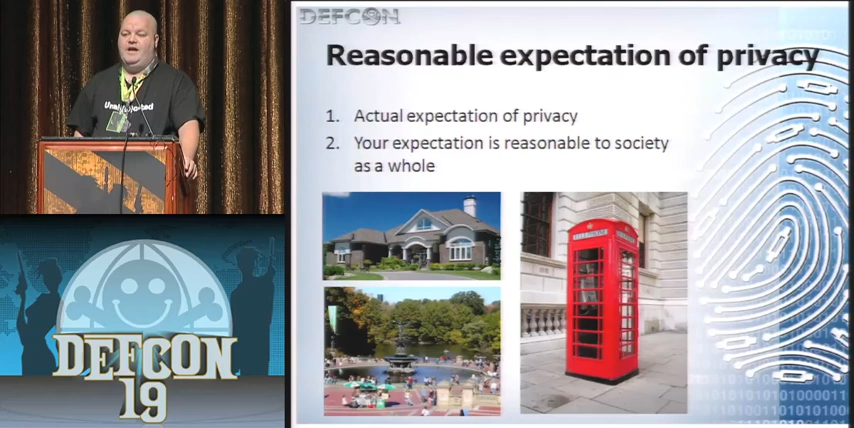 DEFCON
Reasonable expectation of privacy
1. Actual expectation of privacy
2. Your expectation is reasonable to society
as a whole
TELEPHONE
DEFCON
19